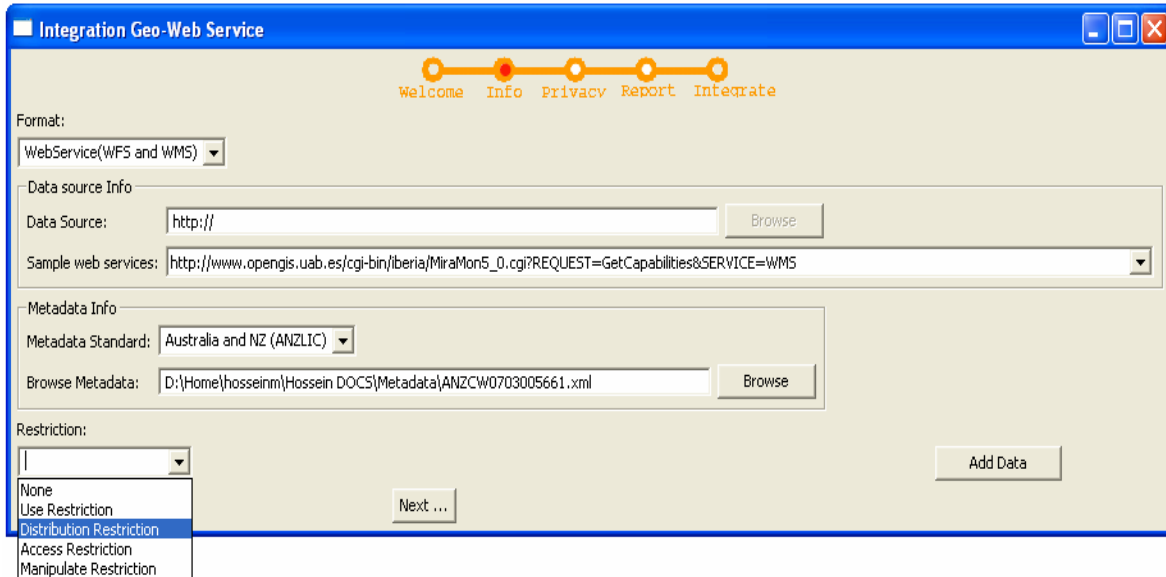 Integration Geo-Web Service
Welcome Info Privacy Report Integrate
Format:
WebService(WFS and WMS)
Data source Info
Data Source: http:// Browse
Sample web services: http://www.opengis.uab.es/cgi-bin/iberia/MiraMon5_0.cgi?REQUEST=GetCapabilities&SERVICE=WMS
Metadata Info
Metadata Standard: Australia and NZ (ANZLIC)
Browse Metadata: D:\Home\hosseinm\Hossein DOCS\Metadata\ANZCW0703005661.xml Browse
Restriction:
Add Data
None
Use Restriction
Next ...
Distribution Restriction
Access Restriction
Manipulate Restriction